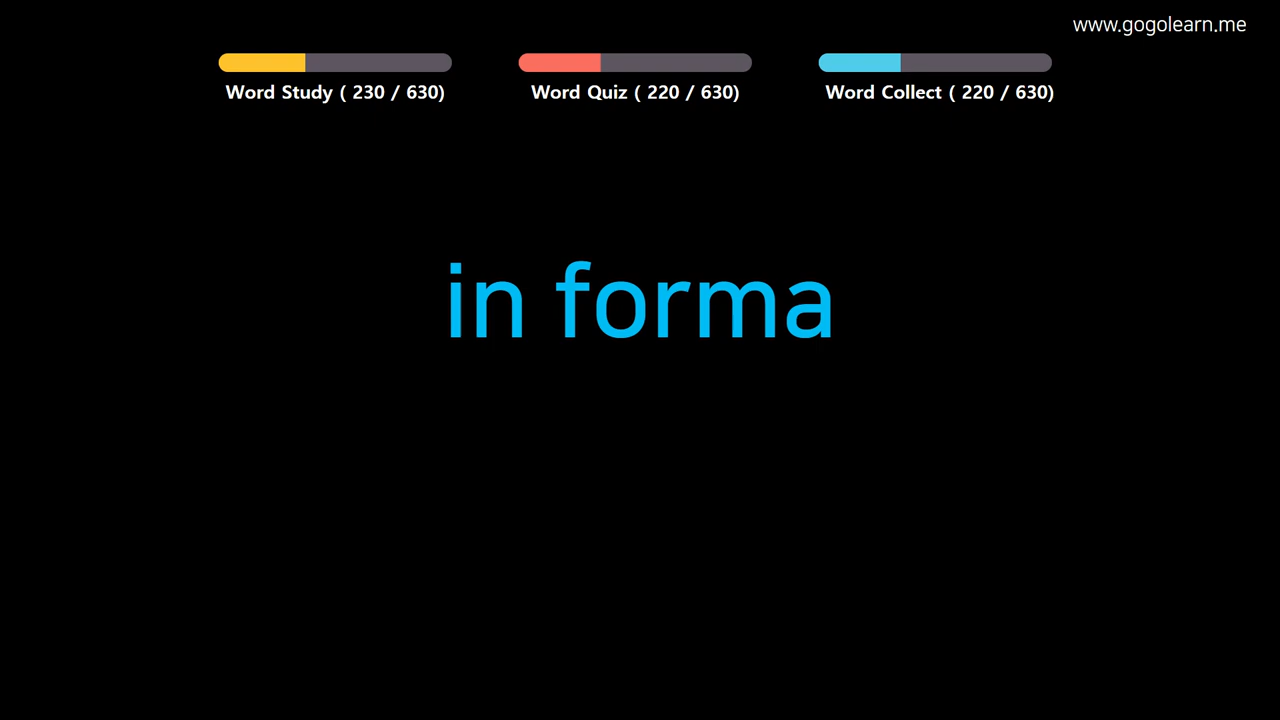 www.gogolearn.me
Word Study ( 230 / 630)
Word Quiz ( 220 / 630)
Word Collect ( 220 / 630)
in forma